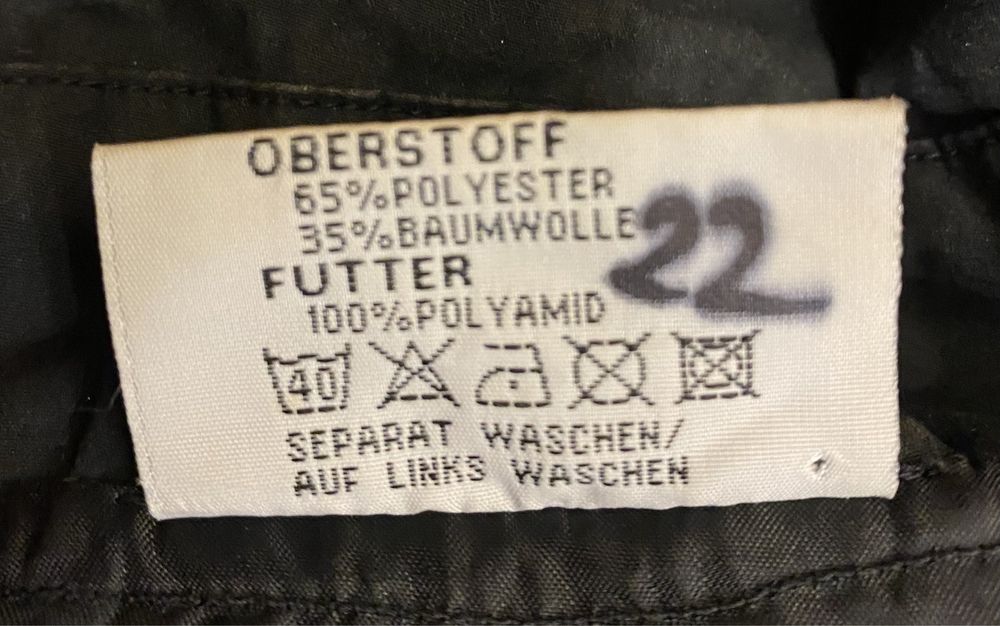 OBERSTOFF
65%POLYESTER
35%BAUMWOLLE
22
FUTTER
100%POLYAMID
40
SEPARAT WASCHEN/
AUF LINKS WASCHEN